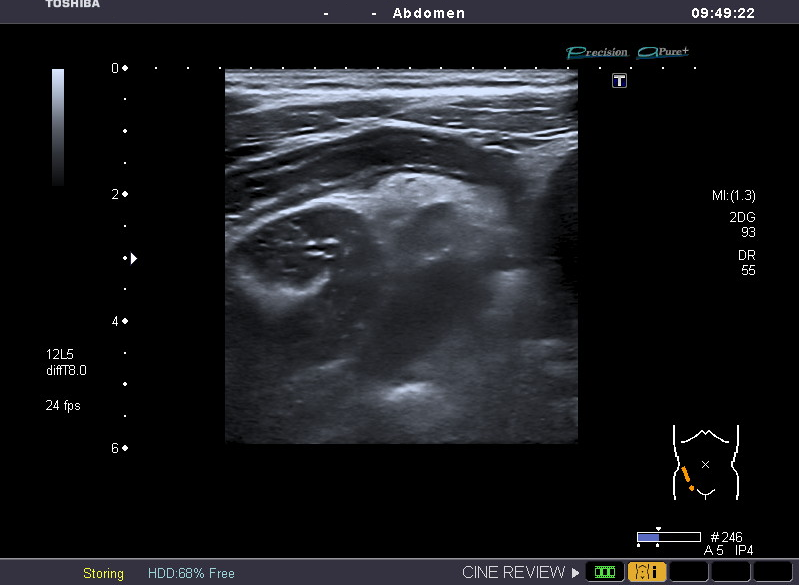 TOSHIBA
- - Abdomen 09:49:22
Precision APure+
0
T
2
MI:(1.3)
2DG
93
DR
55
4
12L5
diffT8.0
24 fps
6
#246
A 5 IP4
Storing HDD:68% Free CINE REVIEW
i